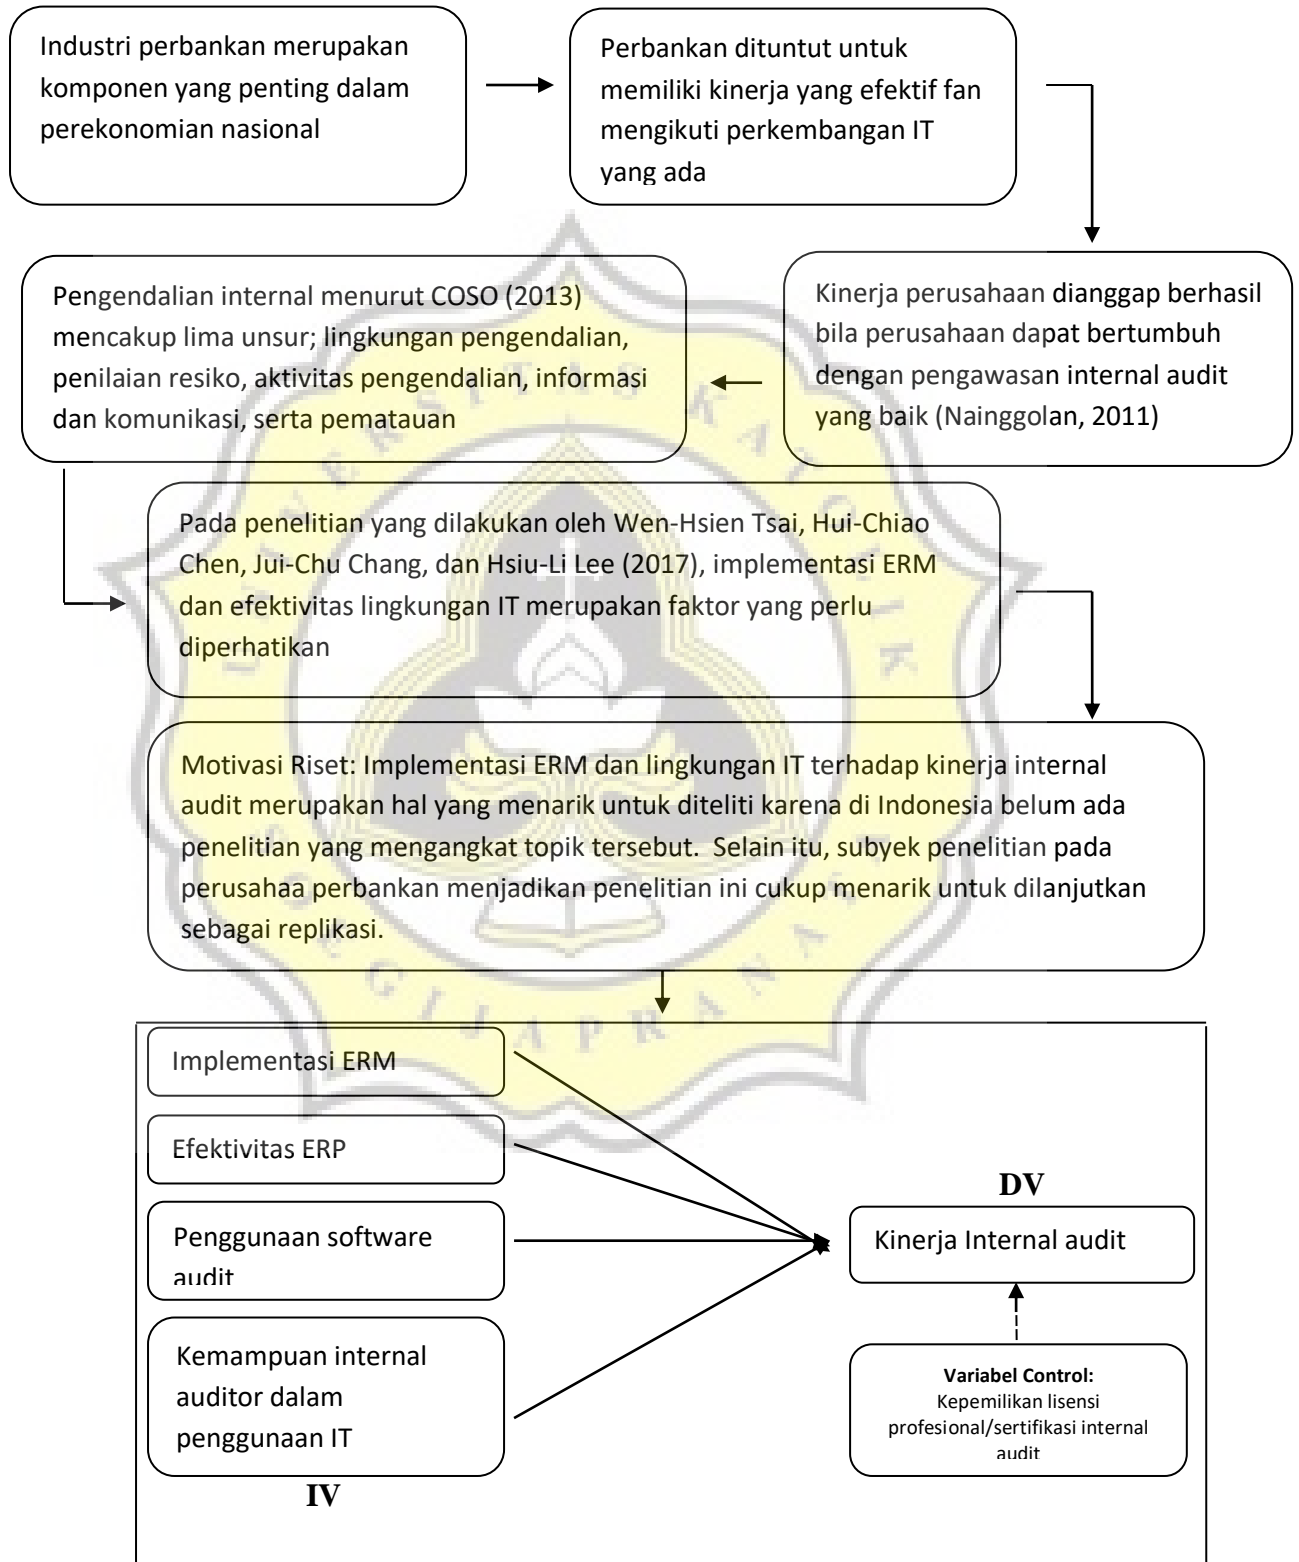 Industri perbankan merupakan
komponen yang penting dalam
perekonomian nasional
Perbankan dituntut untuk
memiliki kinerja yang efektif fan
mengikuti perkembangan IT
yang ada
Kinerja perusahaan dianggap berhasil
bila perusahaan dapat bertumbuh
dengan pengawasan internal audit
yang baik (Nainggolan, 2011)
Pengendalian internal menurut COSO (2013)
mencakup lima unsur; lingkungan pengendalian,
penilaian resiko, aktivitas pengendalian, informasi
dan komunikasi, serta pematauan
Pada penelitian yang dilakukan oleh Wen-Hsien Tsai, Hui-Chiao
Chen, Jui-Chu Chang, dan Hsiu-Li Lee (2017), implementasi ERM
dan efektivitas lingkungan IT merupakan faktor yang perlu
diperhatikan
Motivasi Riset: Implementasi ERM dan lingkungan IT terhadap kinerja internal
audit merupakan hal yang menarik untuk diteliti karena di Indonesia belum ada
penelitian yang mengangkat topik tersebut.  Selain itu, subyek penelitian pada
perusahaa perbankan menjadikan penelitian ini cukup menarik untuk dilanjutkan
sebagai replikasi.
Implementasi ERM
Efektivitas ERP
Penggunaan software
audit
Kemampuan internal
auditor dalam
penggunaan IT
IV
DV
Kinerja Internal audit
Variabel Control:
Kepemilikan lisensi
profesional/sertifikasi internal
audit
UNIVERSITAS KATOLIK
SOEGIJAPRANATA